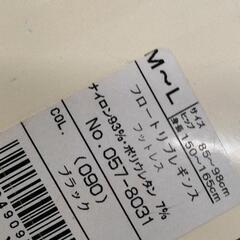 M～L
サイズ
ヒップ 85～98cm
身長 150～165cm
フロートリブレギンス
フットレス
ナイロン93%・ポリウレタン 7%
No.057-8031
COL.
(090)
ブラック
4909